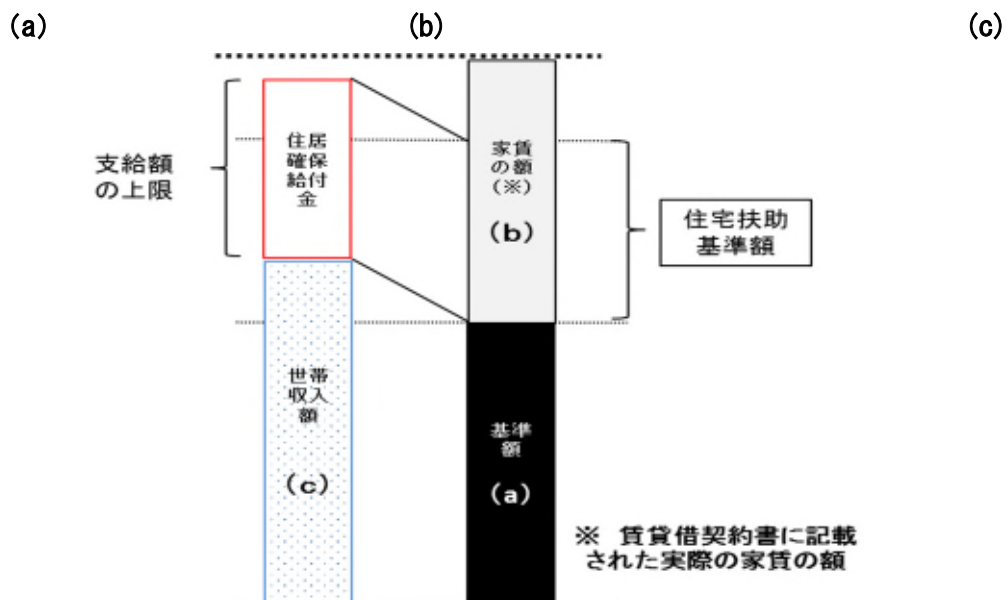 (a) (b) (c)
支給額
の上限
住居
確保
給付
金
家賃
の額
(※)
(b)
住宅扶助
基準額
世帯
収入
額
(c)
基準
額
(a)
※ 賃貸借契約書に記載
された実際の家賃の額